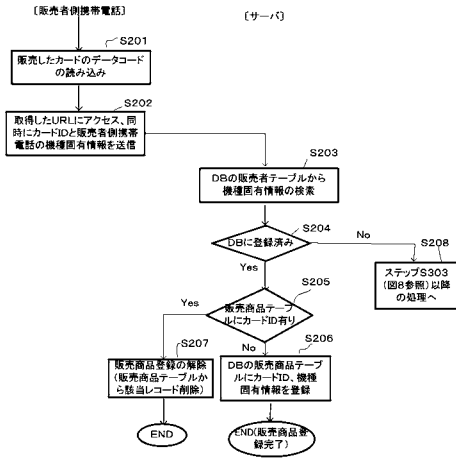 〔販売者側携帯電話〕
〔サーバ〕
S201
販売したカードのデータコード
の読み込み
S202
取得したURLにアクセス、同
時にカードIDと販売者側携帯
電話の機種固有情報を送信
S203
DBの販売者テーブルから
機種固有情報の検索
S204
DBに登録済み
No
Yes
S208
ステップS303
(図8参照)以降
の処理へ
S205
販売商品テーブ
ルにカードID有り
Yes
No
S207
販売商品登録の解除
(販売商品テーブルか
ら該当レコード削除)
S206
DBの販売商品テーブ
ルにカードID、機種
固有情報を登録
END
END(販売商品登
録完了)